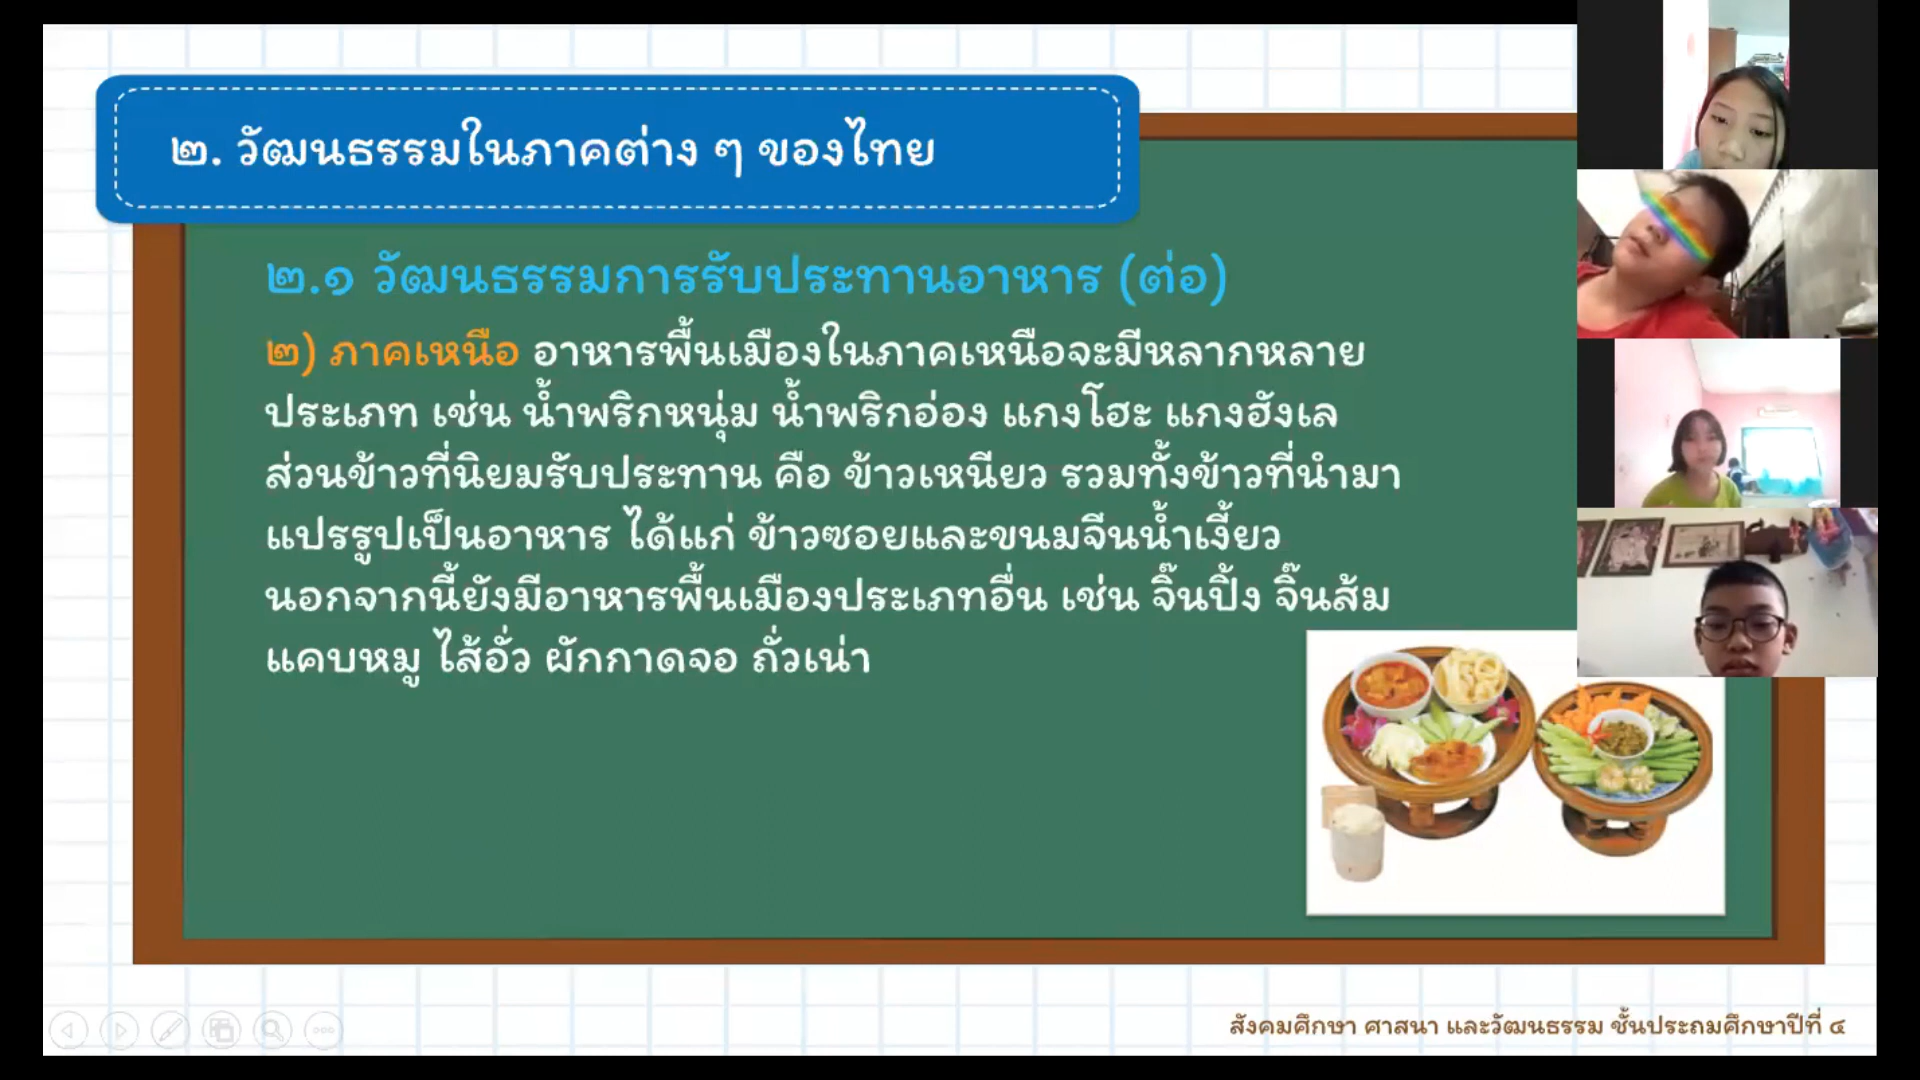 ๒. วัฒนธรรมในภาคต่าง ๆ ของไทย
๒.๑ วัฒนธรรมการรับประทานอาหาร (ต่อ)
๒) ภาคเหนือ อาหารพื้นเมืองในภาคเหนือจะมีหลากหลาย
ประเภท เช่น น้ำพริกหนุ่ม น้ำพริกอ่อง แกงโฮะ แกงฮังเล
ส่วนข้าวที่นิยมรับประทาน คือ ข้าวเหนียว รวมทั้งข้าวที่นำมา
แปรรูปเป็นอาหาร ได้แก่ ข้าวซอยและขนมจีนน้ำเงี้ยว
นอกจากนี้ยังมีอาหารพื้นเมืองประเภทอื่น เช่น จิ๊นปิ้ง จิ๊นส้ม
แคบหมู ไส้อั่ว ผักกาดจอ ถั่วเน่า
สังคมศึกษา ศาสนา และวัฒนธรรม ชั้นประถมศึกษาปีที่ ๔